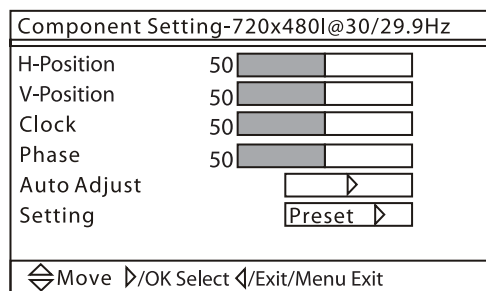 Component Setting-720x480I@30/29.9Hz
H-Position 50
V-Position 50
Clock 50
Phase 50
Auto Adjust
Setting Preset
Move /OK Select /Exit/Menu Exit